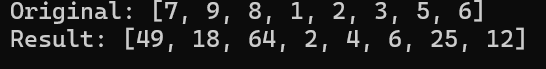 Original: [7, 9, 8, 1, 2, 3, 5, 6]
Result: [49, 18, 64, 2, 4, 6, 25, 12]